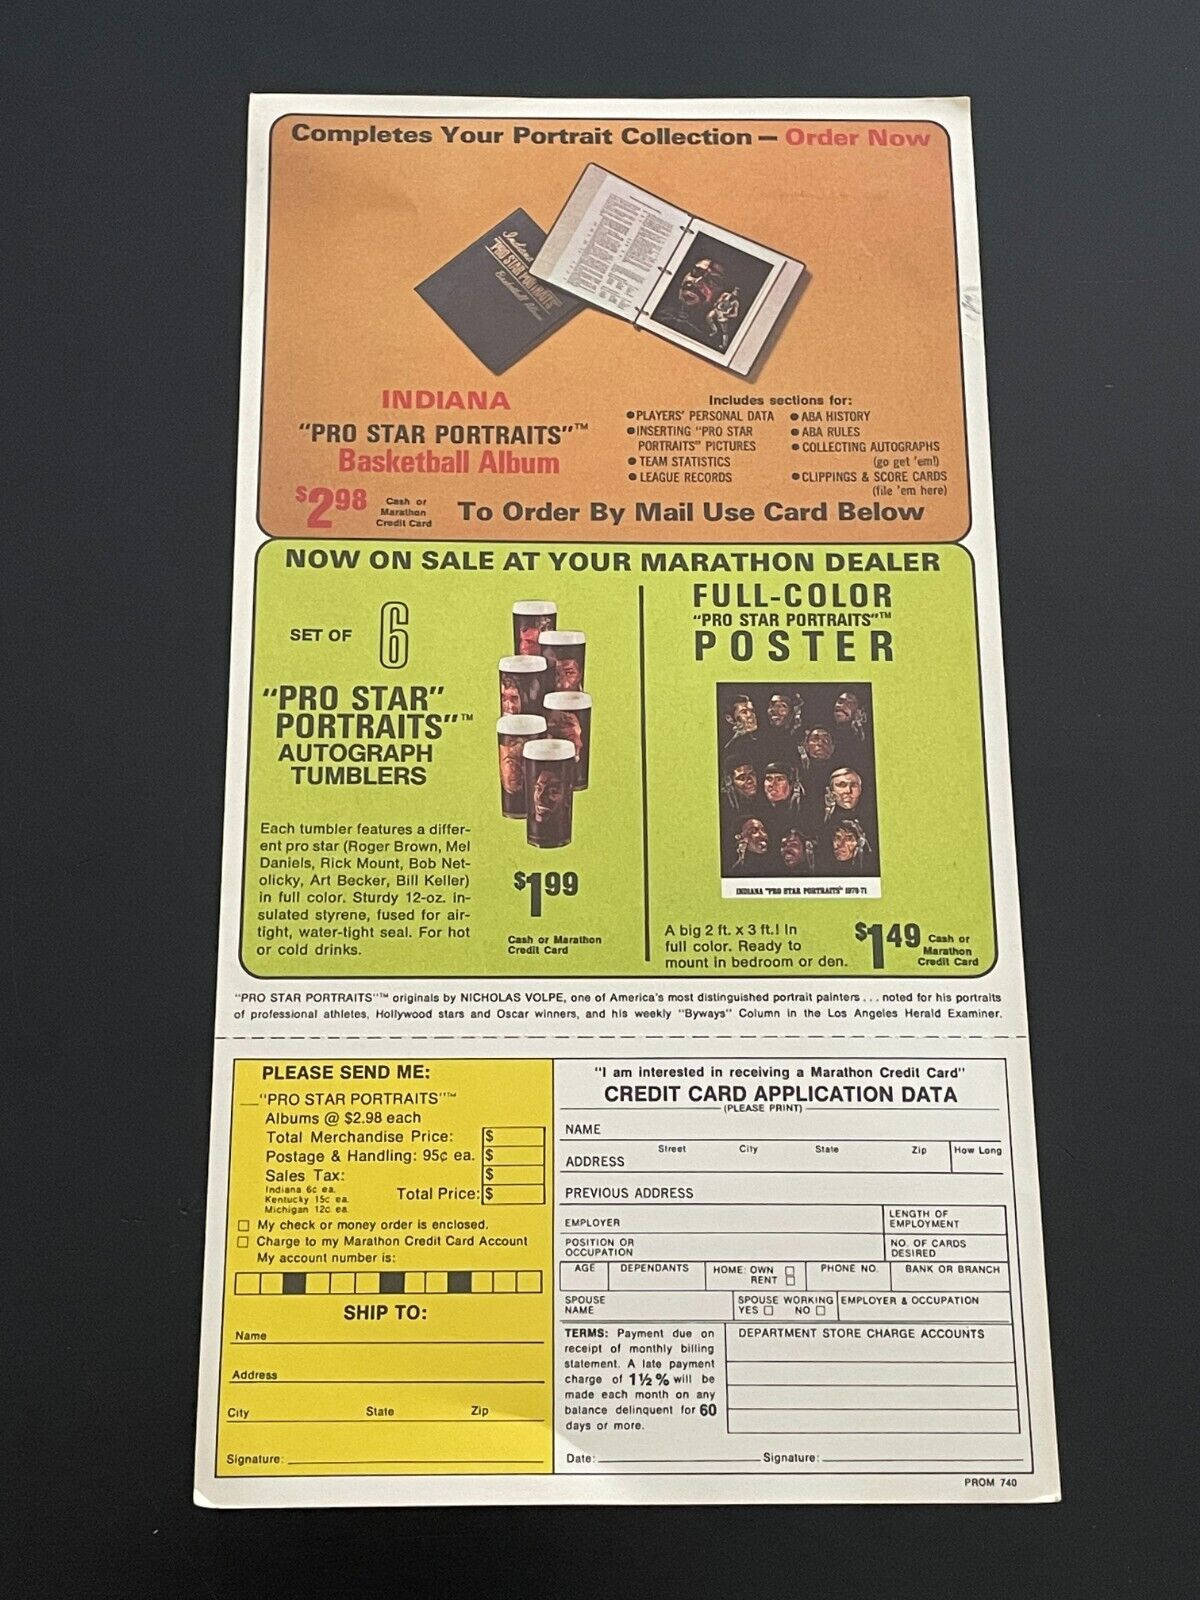 Completes Your Portrait Collection — Order Now
Indiana
"PRO STAR PORTRAITS"
Basketball Album
INDIANA
"PRO STAR PORTRAITS"™
Basketball Album
$2.98 Cash or
Marathon
Credit Card
Includes sections for:
●PLAYERS' PERSONAL DATA
●INSERTING "PRO STAR
PORTRAITS" PICTURES
● TEAM STATISTICS
● LEAGUE RECORDS
● ABA HISTORY
● ABA RULES
● COLLECTING AUTOGRAPHS
(go get 'em!)
● CLIPPINGS & SCORE CARDS
(file 'em here)
To Order By Mail Use Card Below
NOW ON SALE AT YOUR MARATHON DEALER
SET OF 6
"PRO STAR"
PORTRAITS"™
AUTOGRAPH
TUMBLERS
Each tumbler features a differ-
ent pro star (Roger Brown, Mel
Daniels, Rick Mount, Bob Net-
olicky, Art Becker, Bill Keller)
in full color. Sturdy 12-oz. in-
sulated styrene, fused for air-
tight, water-tight seal. For hot
or cold drinks.
$1.99
Cash or Marathon
Credit Card
FULL-COLOR
"PRO STAR PORTRAITS"™
POSTER
INDIANA "PRO STAR PORTRAITS" 1970-71
A big 2 ft. x 3 ft.! In
full color. Ready to
mount in bedroom or den.
$1.49 Cash or
Marathon
Credit Card
"PRO STAR PORTRAITS"™ originals by NICHOLAS VOLPE, one of America's most distinguished portrait painters . . . noted for his portraits
of professional athletes, Hollywood stars and Oscar winners, and his weekly "Byways" Column in the Los Angeles Herald Examiner.
PLEASE SEND ME:
__"PRO STAR PORTRAITS"™
Albums @ $2.98 each
Total Merchandise Price: $
Postage & Handling: 95¢ ea. $
Sales Tax: $
Indiana 6c ea.
Kentucky 15c ea.
Michigan 12c ea.
Total Price: $
☐ My check or money order is enclosed.
☐ Charge to my Marathon Credit Card Account
My account number is:
SHIP TO:
Name
Address
City State Zip
Signature:
"I am interested in receiving a Marathon Credit Card"
CREDIT CARD APPLICATION DATA
(PLEASE PRINT)
NAME
Street City State Zip How Long
ADDRESS
PREVIOUS ADDRESS
EMPLOYER
LENGTH OF
EMPLOYMENT
POSITION OR
OCCUPATION
NO. OF CARDS
DESIRED
AGE DEPENDANTS HOME: OWN ☐
RENT ☐
PHONE NO. BANK OR BRANCH
SPOUSE
NAME
SPOUSE WORKING
YES ☐ NO ☐
EMPLOYER & OCCUPATION
TERMS: Payment due on
receipt of monthly billing
statement. A late payment
charge of 1½% will be
made each month on any
balance delinquent for 60
days or more.
DEPARTMENT STORE CHARGE ACCOUNTS
Date: Signature:
PROM 740